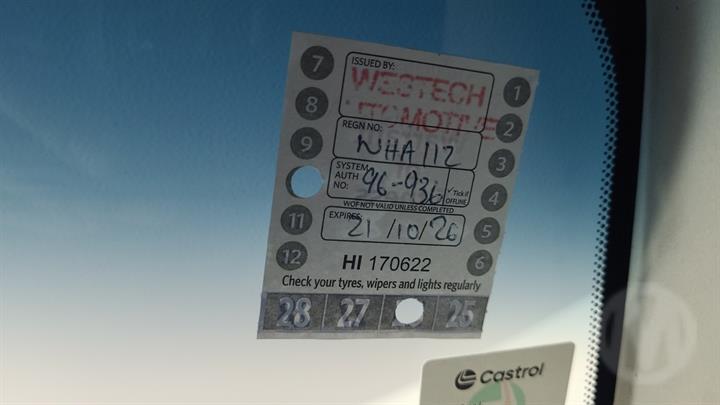 ISSUED BY:
WESTECH
AUTOMOTIVE
7
8
9
11
12
1
2
3
4
5
6
REGN NO:
NHA112
SYSTEM
AUTH
NO:
96-936
✓ Tick if
OFFLINE
WOF NOT VALID UNLESS COMPLETED
EXPIRES:
21/10/26
HI 170622
Check your tyres, wipers and lights regularly
28 27 25
Castrol